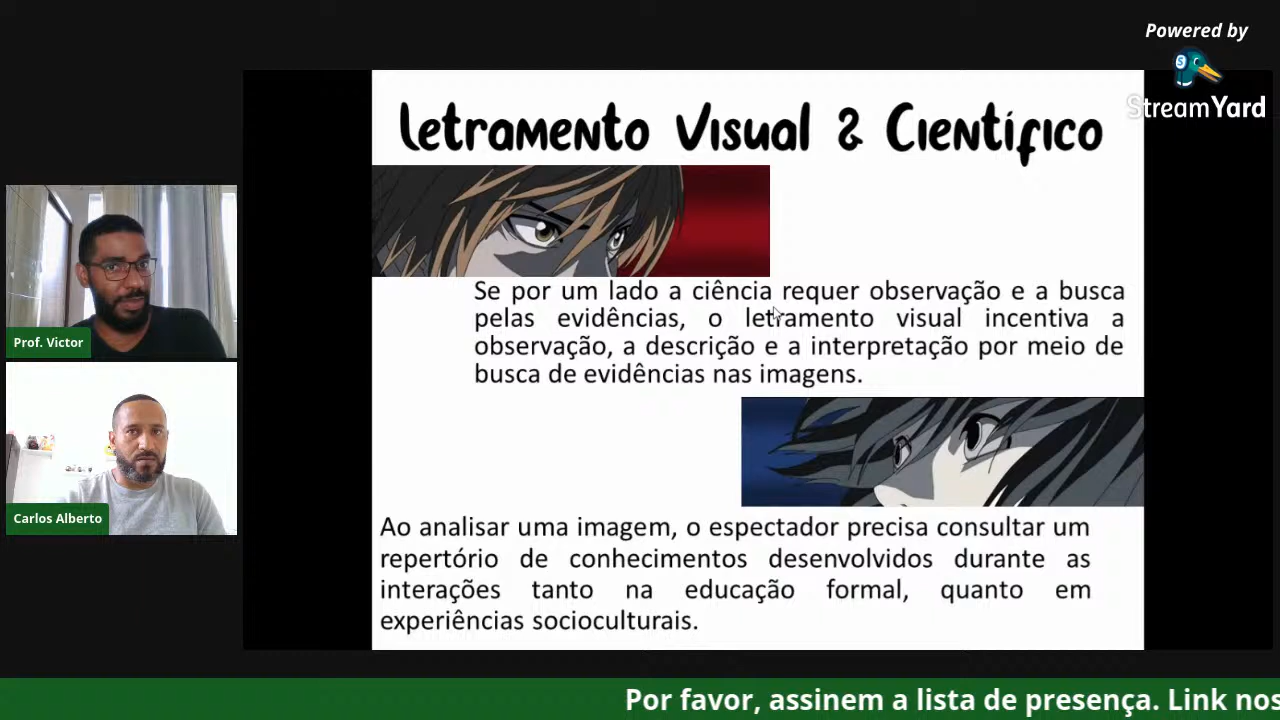 Powered by
StreamYard
Letramento Visual & Científico
Se por um lado a ciência requer observação e a busca
pelas evidências, o letramento visual incentiva a
observação, a descrição e a interpretação por meio de
busca de evidências nas imagens.
Ao analisar uma imagem, o espectador precisa consultar um
repertório de conhecimentos desenvolvidos durante as
interações tanto na educação formal, quanto em
experiências socioculturais.
Prof. Victor
Carlos Alberto
Por favor, assinem a lista de presença. Link nos